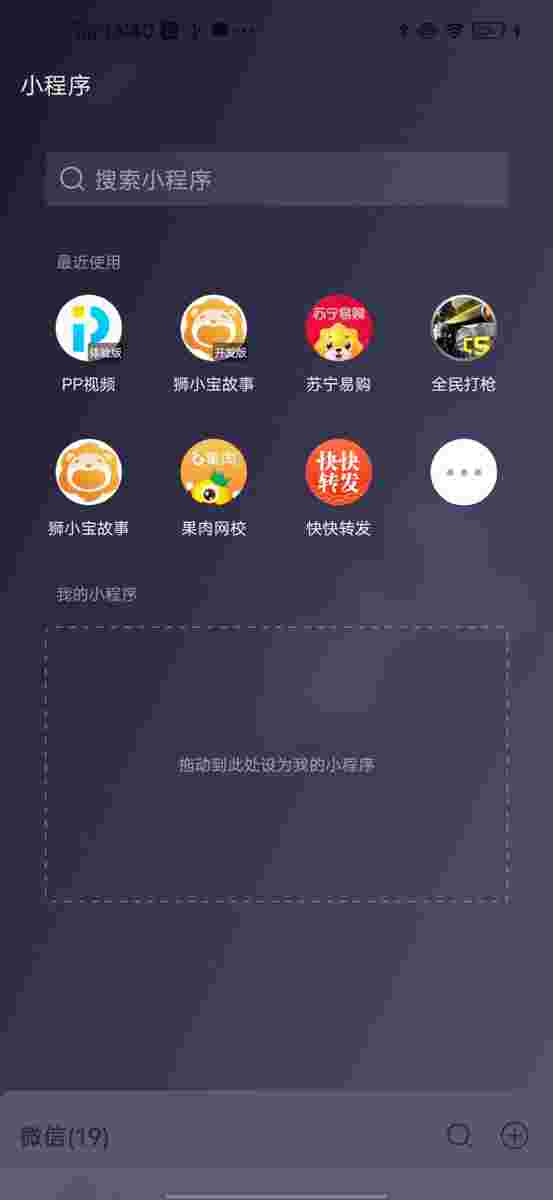 小程序
搜索小程序
最近使用
体验版
开发版
苏宁易购
CS
PP视频
狮小宝故事
苏宁易购
全民打枪
快快
转发
狮小宝故事
果肉网校
快快转发
我的小程序
拖动到此处设为我的小程序
微信(19)